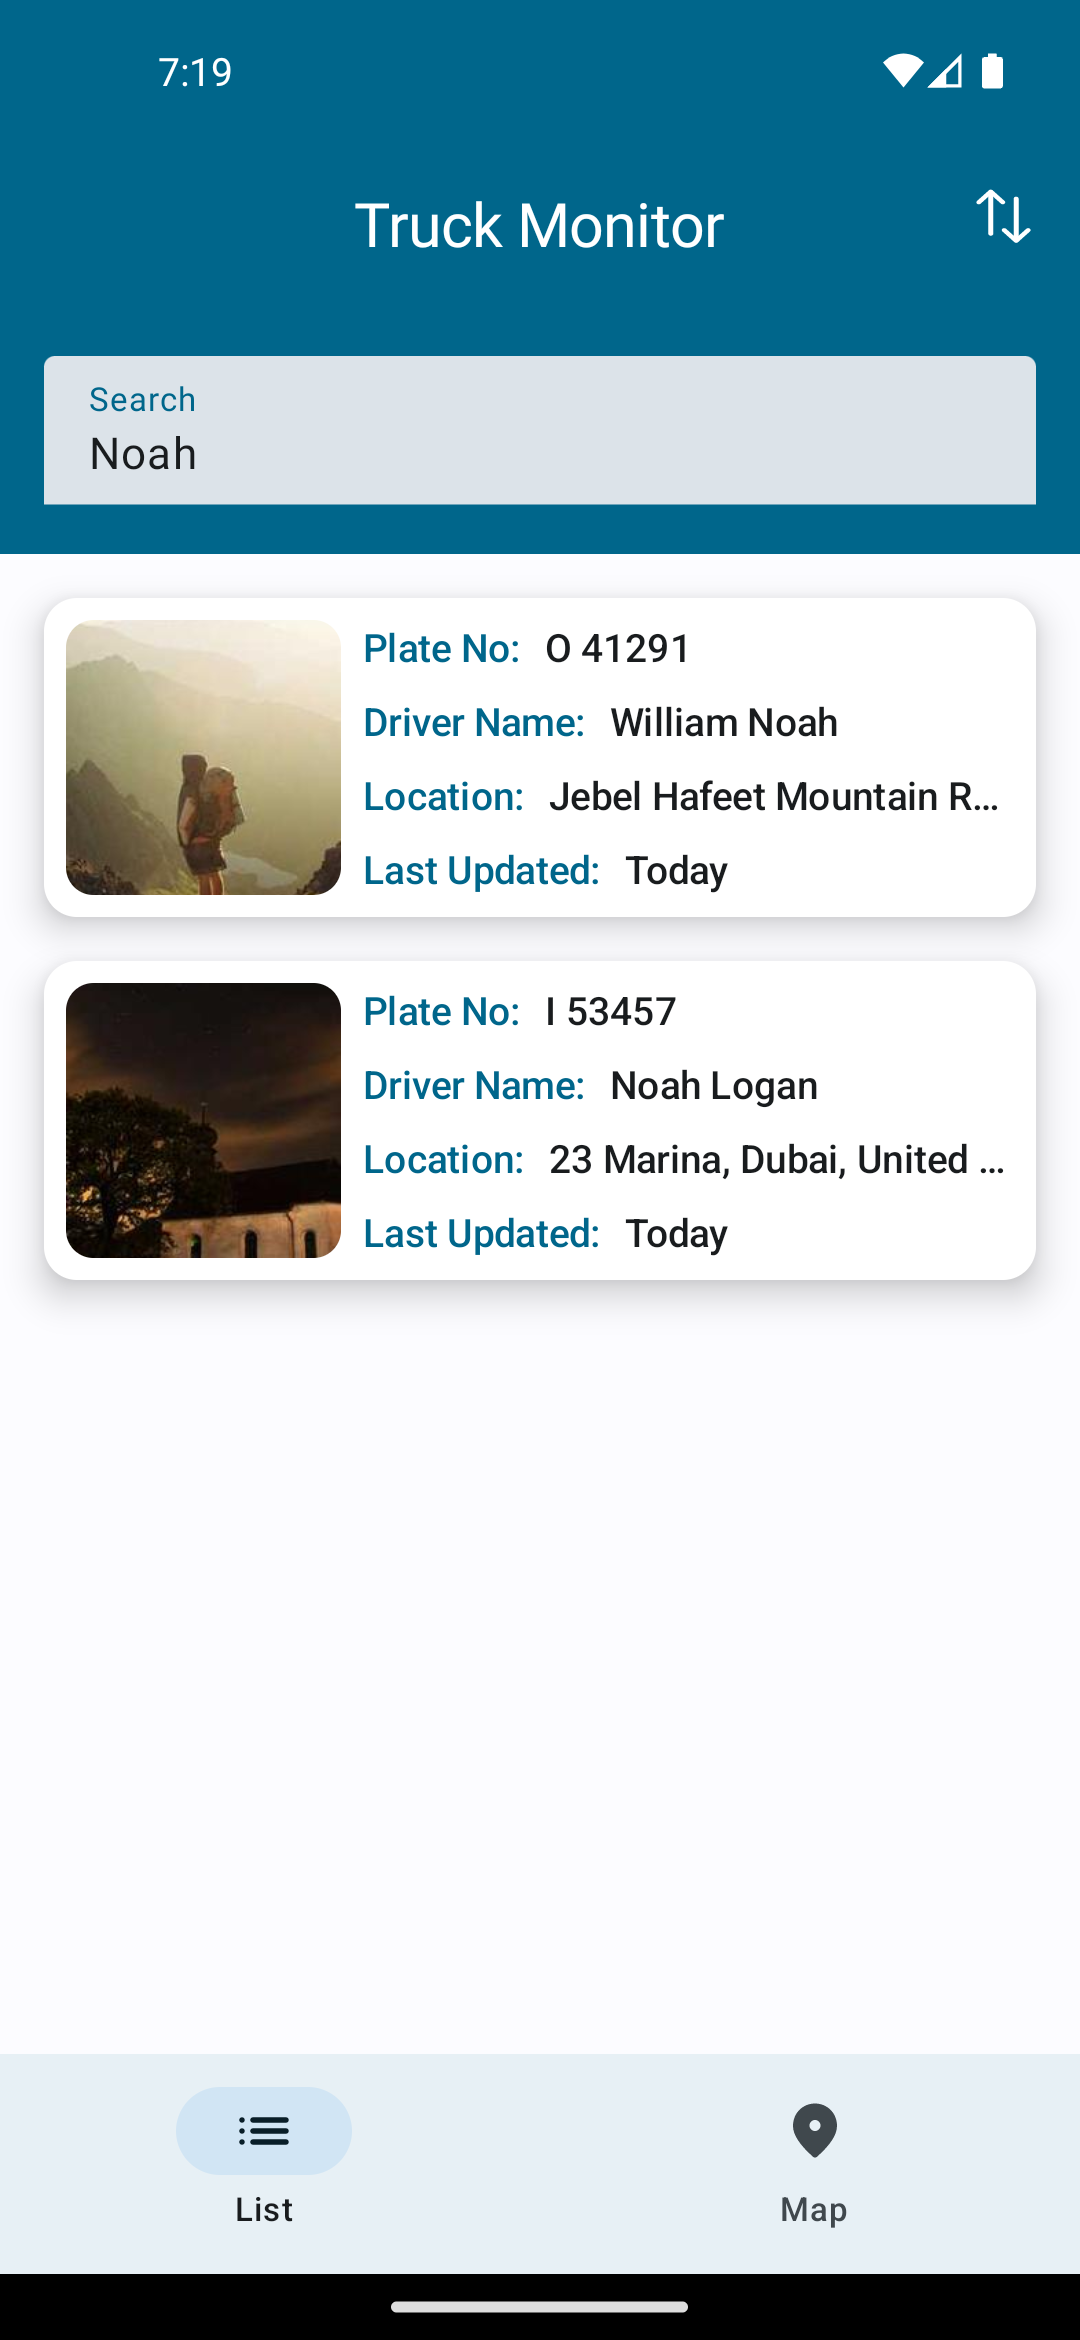 7:19
Truck Monitor
Search
Noah
Plate No: O 41291
Driver Name: William Noah
Location: Jebel Hafeet Mountain R...
Last Updated: Today
Plate No: I 53457
Driver Name: Noah Logan
Location: 23 Marina, Dubai, United ...
Last Updated: Today
List
Map